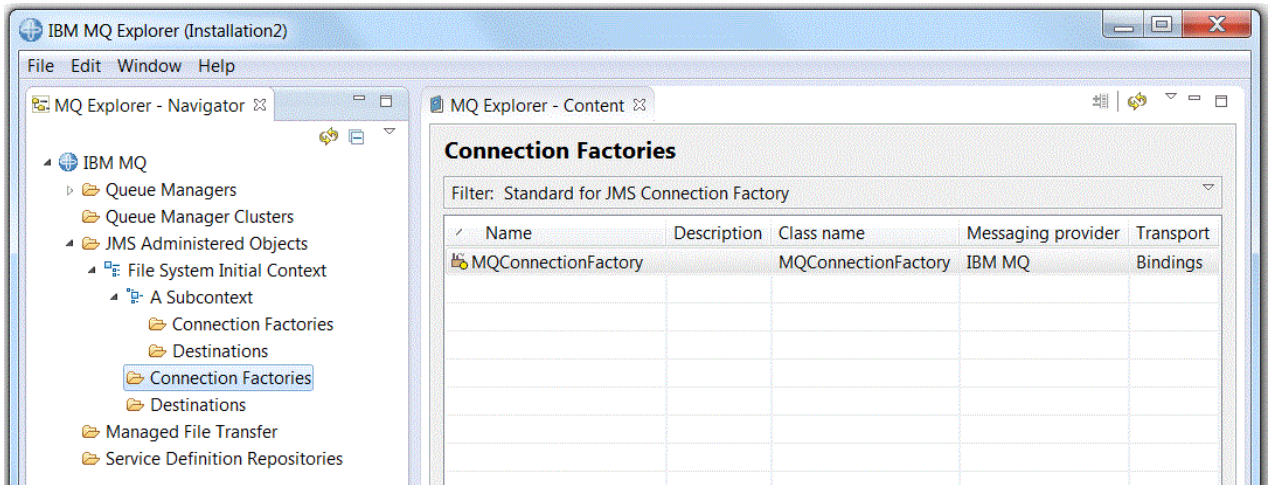 IBM MQ Explorer (Installation2)
File Edit Window Help
MQ Explorer - Navigator
IBM MQ
Queue Managers
Queue Manager Clusters
JMS Administered Objects
File System Initial Context
A Subcontext
Connection Factories
Destinations
Connection Factories
Destinations
Managed File Transfer
Service Definition Repositories
MQ Explorer - Content
Connection Factories
Filter: Standard for JMS Connection Factory
Name Description Class name Messaging provider Transport
MQConnectionFactory MQConnectionFactory IBM MQ Bindings